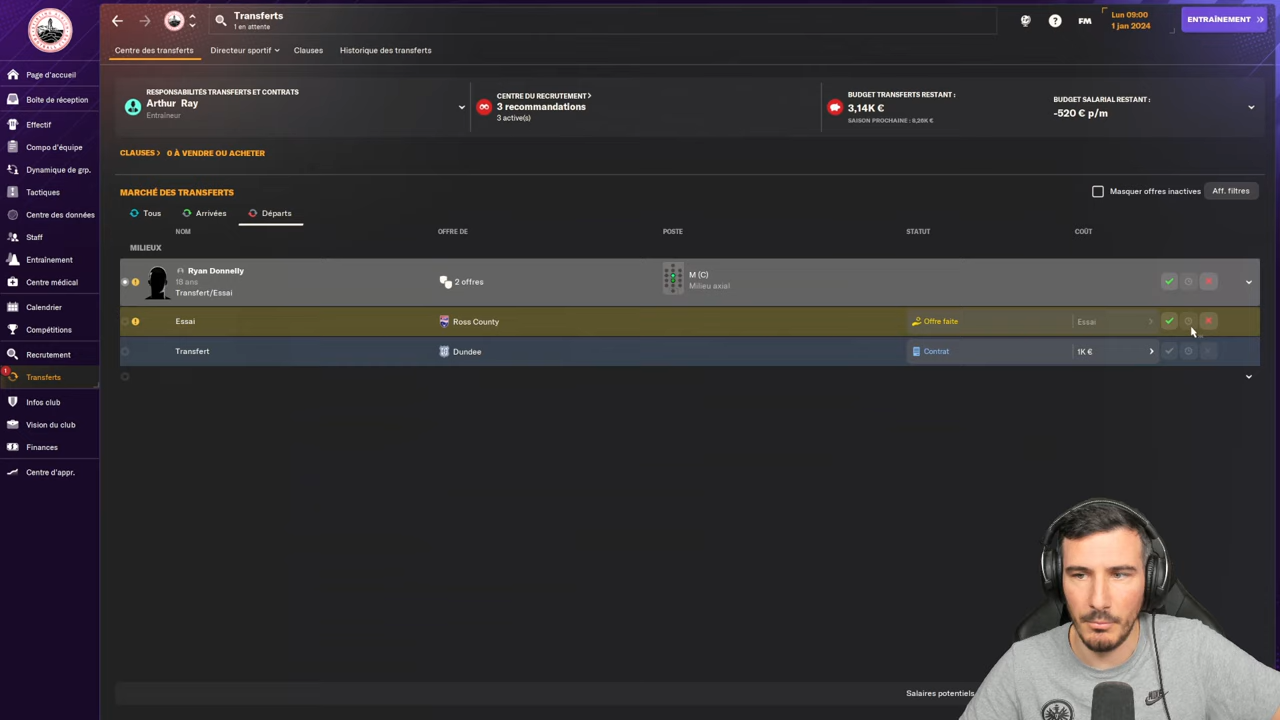 Transferts
1 en attente
FM
Lun 09:00
1 jan 2024
ENTRAÎNEMENT
Centre des transferts
Directeur sportif
Clauses
Historique des transferts
Page d'accueil
Boîte de réception
Effectif
Compo d'équipe
Dynamique de grp.
Tactiques
Centre des données
Staff
Entraînement
Centre médical
Calendrier
Compétitions
Recrutement
1
Transferts
Infos club
Vision du club
Finances
Centre d'appr.
RESPONSABILITÉS TRANSFERTS ET CONTRATS
Arthur Ray
Entraîneur
CENTRE DU RECRUTEMENT >
3 recommandations
3 active(s)
BUDGET TRANSFERTS RESTANT :
3,14K €
SAISON PROCHAINE : 5,26K €
BUDGET SALARIAL RESTANT :
-520 € p/m
CLAUSES > 0 À VENDRE OU ACHETER
MARCHÉ DES TRANSFERTS
Masquer offres inactives
Aff. filtres
Tous
Arrivées
Départs
NOM
OFFRE DE
POSTE
STATUT
COÛT
MILIEUX
Ryan Donnelly
18 ans
Transfert/Essai
2 offres
M (C)
Milieu axial
Essai
Ross County
Offre faite
Essai
Transfert
Dundee
Contrat
1K €
Salaires potentiels